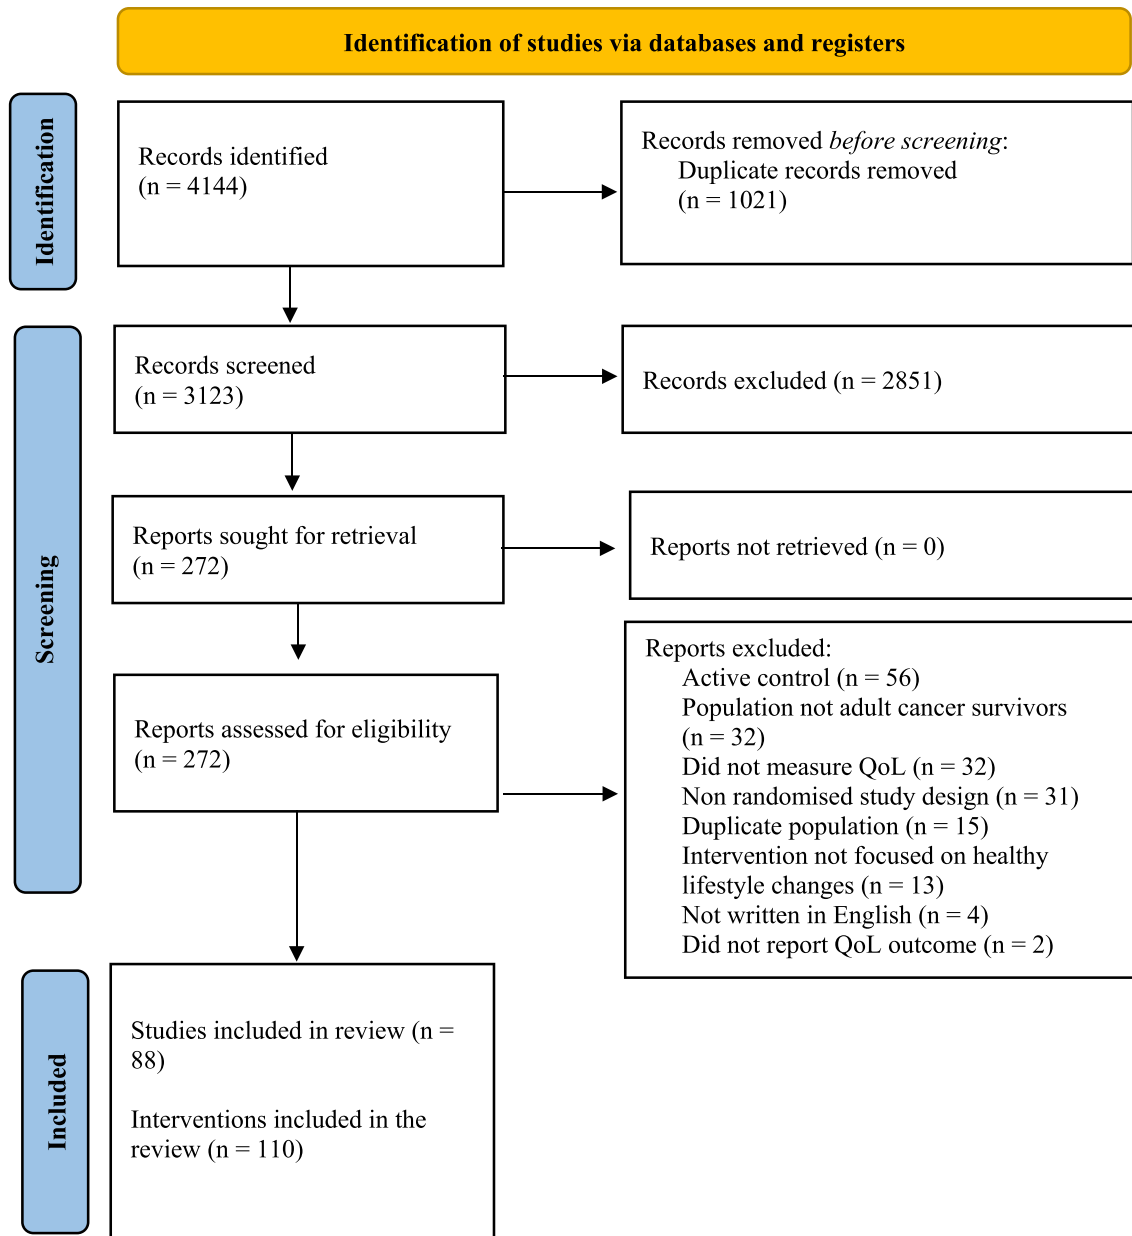 Identification of studies via databases and registers
Identification
Records identified
(n = 4144)
Records removed before screening:
Duplicate records removed
(n = 1021)
Screening
Records screened
(n = 3123)
Records excluded (n = 2851)
Reports sought for retrieval
(n = 272)
Reports not retrieved (n = 0)
Reports assessed for eligibility
(n = 272)
Reports excluded:
Active control (n = 56)
Population not adult cancer survivors
(n = 32)
Did not measure QoL (n = 32)
Non randomised study design (n = 31)
Duplicate population (n = 15)
Intervention not focused on healthy
lifestyle changes (n = 13)
Not written in English (n = 4)
Did not report QoL outcome (n = 2)
Included
Studies included in review (n =
88)
Interventions included in the
review (n = 110)